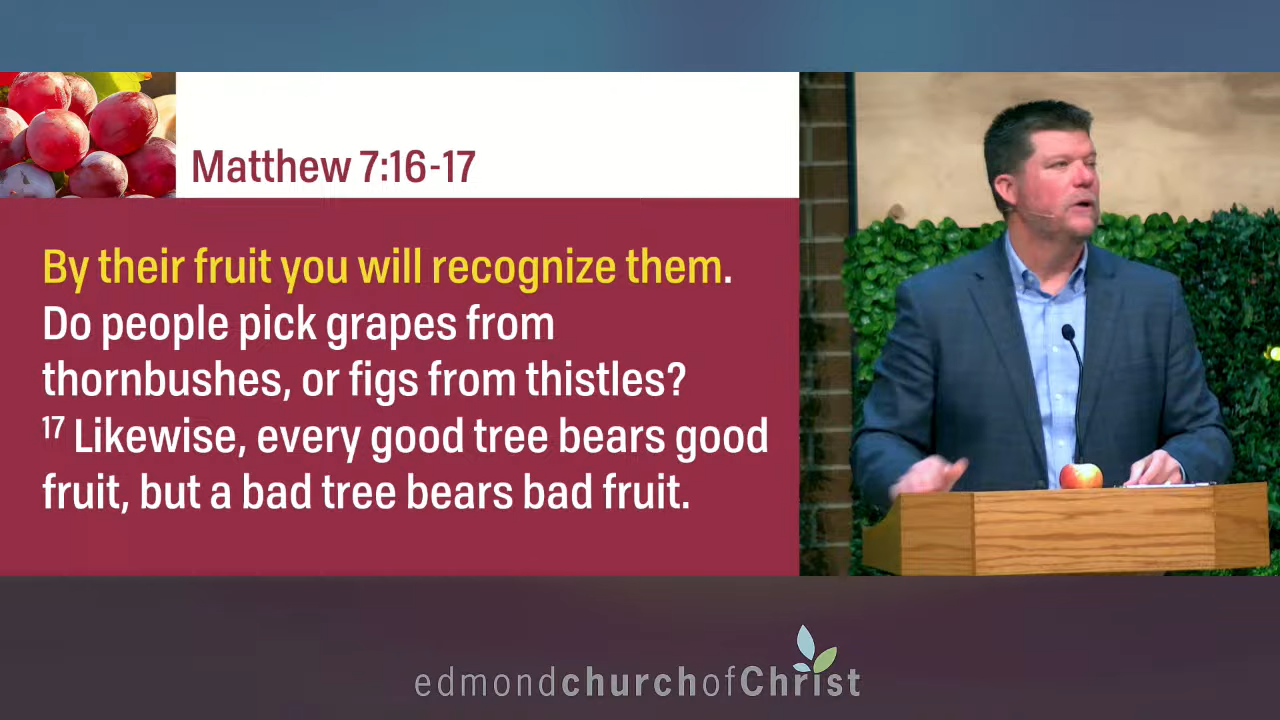 Matthew 7:16-17
By their fruit you will recognize them.
Do people pick grapes from
thornbushes, or figs from thistles?
17 Likewise, every good tree bears good
fruit, but a bad tree bears bad fruit.
edmondchurchofChrist